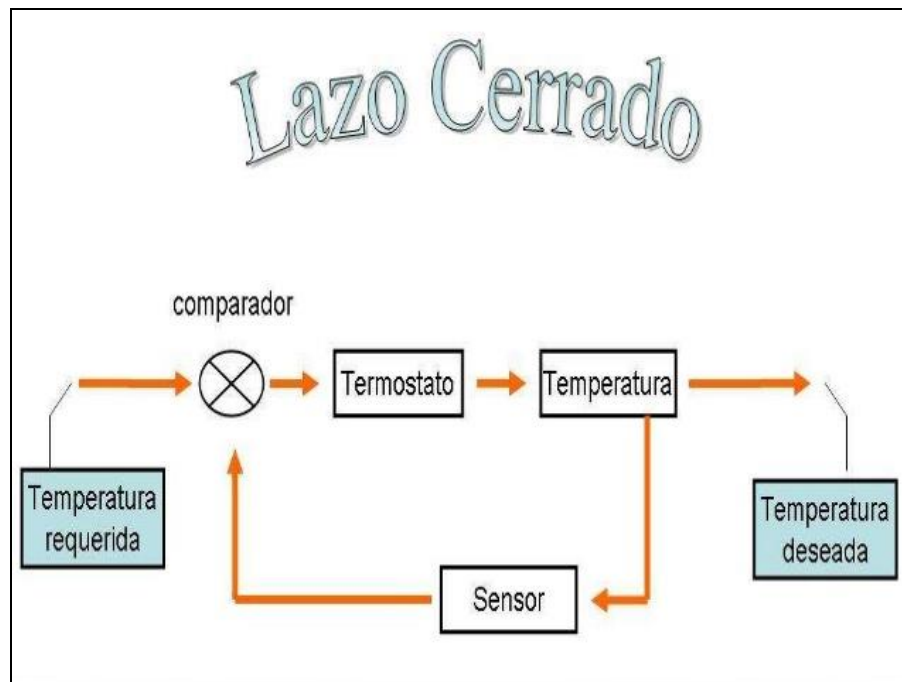 Lazo Cerrado
comparador
Termostato
Temperatura
Temperatura
requerida
Temperatura
deseada
Sensor